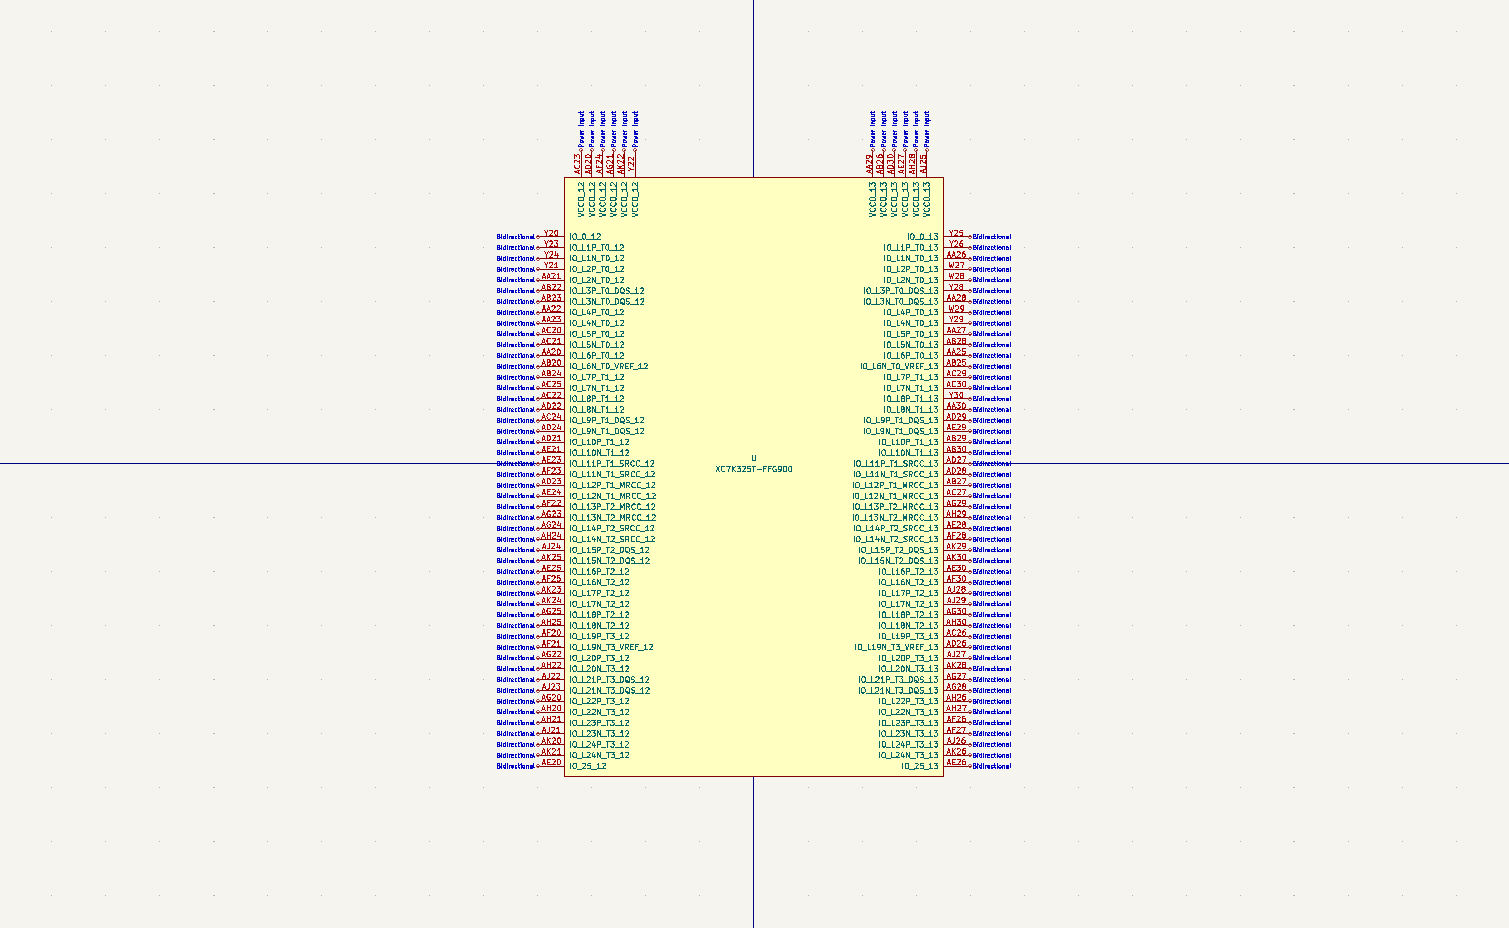 Power Input Power Input Power Input Power Input Power Input Power Input Power Input Power Input Power Input Power Input Power Input Power Input
AC23 AD20 AF24 AG21 AK22 Y22 AA29 AB26 AD30 AE27 AH28 AJ25
VCCO_12 VCCO_12 VCCO_12 VCCO_12 VCCO_12 VCCO_12 VCCO_13 VCCO_13 VCCO_13 VCCO_13 VCCO_13 VCCO_13
Bidirectional Y20 IO_0_12 IO_0_13 Y25 Bidirectional
Bidirectional Y23 IO_L1P_T0_12 IO_L1P_T0_13 Y26 Bidirectional
Bidirectional Y24 IO_L1N_T0_12 IO_L1N_T0_13 AA26 Bidirectional
Bidirectional Y21 IO_L2P_T0_12 IO_L2P_T0_13 W27 Bidirectional
Bidirectional AA21 IO_L2N_T0_12 IO_L2N_T0_13 W28 Bidirectional
Bidirectional AB22 IO_L3P_T0_DQS_12 IO_L3P_T0_DQS_13 Y28 Bidirectional
Bidirectional AB23 IO_L3N_T0_DQS_12 IO_L3N_T0_DQS_13 AA28 Bidirectional
Bidirectional AA22 IO_L4P_T0_12 IO_L4P_T0_13 W29 Bidirectional
Bidirectional AA23 IO_L4N_T0_12 IO_L4N_T0_13 Y29 Bidirectional
Bidirectional AC20 IO_L5P_T0_12 IO_L5P_T0_13 AA27 Bidirectional
Bidirectional AC21 IO_L5N_T0_12 IO_L5N_T0_13 AB28 Bidirectional
Bidirectional AA20 IO_L6P_T0_12 IO_L6P_T0_13 AA25 Bidirectional
Bidirectional AB20 IO_L6N_T0_VREF_12 IO_L6N_T0_VREF_13 AB25 Bidirectional
Bidirectional AB24 IO_L7P_T1_12 IO_L7P_T1_13 AC29 Bidirectional
Bidirectional AC25 IO_L7N_T1_12 IO_L7N_T1_13 AC30 Bidirectional
Bidirectional AC22 IO_L8P_T1_12 IO_L8P_T1_13 Y30 Bidirectional
Bidirectional AD22 IO_L8N_T1_12 IO_L8N_T1_13 AA30 Bidirectional
Bidirectional AC24 IO_L9P_T1_DQS_12 IO_L9P_T1_DQS_13 AD29 Bidirectional
Bidirectional AD24 IO_L9N_T1_DQS_12 IO_L9N_T1_DQS_13 AE29 Bidirectional
Bidirectional AD21 IO_L10P_T1_12 IO_L10P_T1_13 AB29 Bidirectional
Bidirectional AE21 IO_L10N_T1_12 IO_L10N_T1_13 AB30 Bidirectional
U
Bidirectional AE23 IO_L11P_T1_SRCC_12 IO_L11P_T1_SRCC_13 AD27 Bidirectional
XC7K325T-FFG900
Bidirectional AF23 IO_L11N_T1_SRCC_12 IO_L11N_T1_SRCC_13 AD28 Bidirectional
Bidirectional AD23 IO_L12P_T1_MRCC_12 IO_L12P_T1_MRCC_13 AB27 Bidirectional
Bidirectional AE24 IO_L12N_T1_MRCC_12 IO_L12N_T1_MRCC_13 AC27 Bidirectional
Bidirectional AF22 IO_L13P_T2_MRCC_12 IO_L13P_T2_MRCC_13 AG29 Bidirectional
Bidirectional AG23 IO_L13N_T2_MRCC_12 IO_L13N_T2_MRCC_13 AH29 Bidirectional
Bidirectional AG24 IO_L14P_T2_SRCC_12 IO_L14P_T2_SRCC_13 AE28 Bidirectional
Bidirectional AH24 IO_L14N_T2_SRCC_12 IO_L14N_T2_SRCC_13 AF28 Bidirectional
Bidirectional AJ24 IO_L15P_T2_DQS_12 IO_L15P_T2_DQS_13 AK29 Bidirectional
Bidirectional AK25 IO_L15N_T2_DQS_12 IO_L15N_T2_DQS_13 AK30 Bidirectional
Bidirectional AE25 IO_L16P_T2_12 IO_L16P_T2_13 AE30 Bidirectional
Bidirectional AF25 IO_L16N_T2_12 IO_L16N_T2_13 AF30 Bidirectional
Bidirectional AK23 IO_L17P_T2_12 IO_L17P_T2_13 AJ28 Bidirectional
Bidirectional AK24 IO_L17N_T2_12 IO_L17N_T2_13 AJ29 Bidirectional
Bidirectional AG25 IO_L18P_T2_12 IO_L18P_T2_13 AG30 Bidirectional
Bidirectional AH25 IO_L18N_T2_12 IO_L18N_T2_13 AH30 Bidirectional
Bidirectional AF20 IO_L19P_T3_12 IO_L19P_T3_13 AC26 Bidirectional
Bidirectional AF21 IO_L19N_T3_VREF_12 IO_L19N_T3_VREF_13 AD26 Bidirectional
Bidirectional AG22 IO_L20P_T3_12 IO_L20P_T3_13 AJ27 Bidirectional
Bidirectional AH22 IO_L20N_T3_12 IO_L20N_T3_13 AK28 Bidirectional
Bidirectional AJ22 IO_L21P_T3_DQS_12 IO_L21P_T3_DQS_13 AG27 Bidirectional
Bidirectional AJ23 IO_L21N_T3_DQS_12 IO_L21N_T3_DQS_13 AG28 Bidirectional
Bidirectional AG20 IO_L22P_T3_12 IO_L22P_T3_13 AH26 Bidirectional
Bidirectional AH20 IO_L22N_T3_12 IO_L22N_T3_13 AH27 Bidirectional
Bidirectional AH21 IO_L23P_T3_12 IO_L23P_T3_13 AF26 Bidirectional
Bidirectional AJ21 IO_L23N_T3_12 IO_L23N_T3_13 AF27 Bidirectional
Bidirectional AK20 IO_L24P_T3_12 IO_L24P_T3_13 AJ26 Bidirectional
Bidirectional AK21 IO_L24N_T3_12 IO_L24N_T3_13 AK26 Bidirectional
Bidirectional AE20 IO_25_12 IO_25_13 AE26 Bidirectional